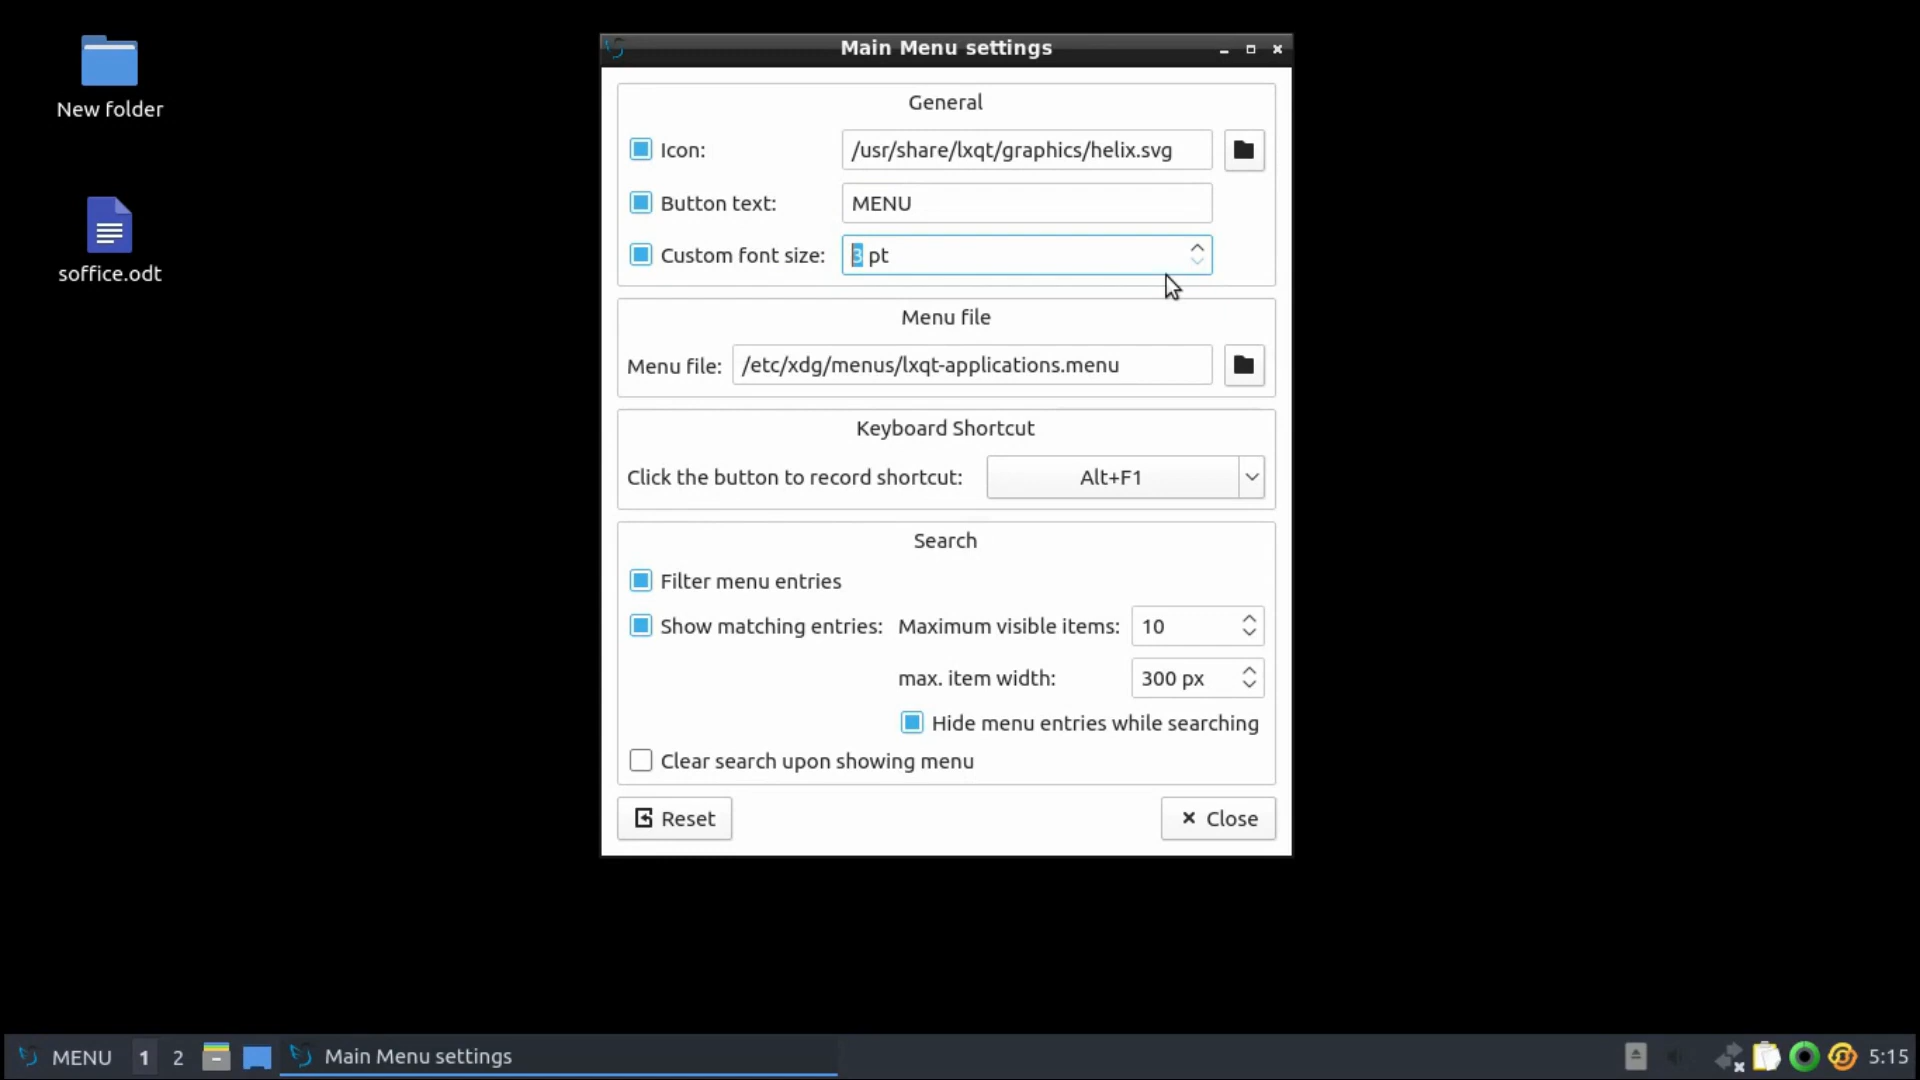 New folder
soffice.odt
Main Menu settings
General
Icon: /usr/share/lxqt/graphics/helix.svg
Button text: MENU
Custom font size: 3 pt
Menu file
Menu file: /etc/xdg/menus/lxqt-applications.menu
Keyboard Shortcut
Click the button to record shortcut: Alt+F1
Search
Filter menu entries
Show matching entries: Maximum visible items: 10
max. item width: 300 px
Hide menu entries while searching
Clear search upon showing menu
Reset Close
MENU 1 2 Main Menu settings 5:15